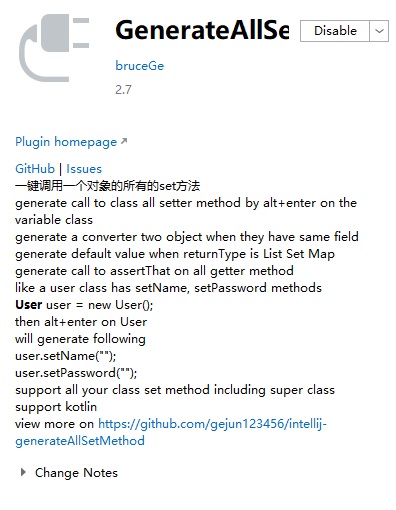 GenerateAllSe
Disable
bruceGe
2.7
Plugin homepage
GitHub | Issues
一键调用一个对象的所有的set方法
generate call to class all setter method by alt+enter on the
variable class
generate a converter two object when they have same field
generate default value when returnType is List Set Map
generate call to assertThat on all getter method
like a user class has setName, setPassword methods
User user = new User();
then alt+enter on User
will generate following
user.setName("");
user.setPassword("");
support all your class set method including super class
support kotlin
view more on https://github.com/gejun123456/intellij-
generateAllSetMethod
Change Notes